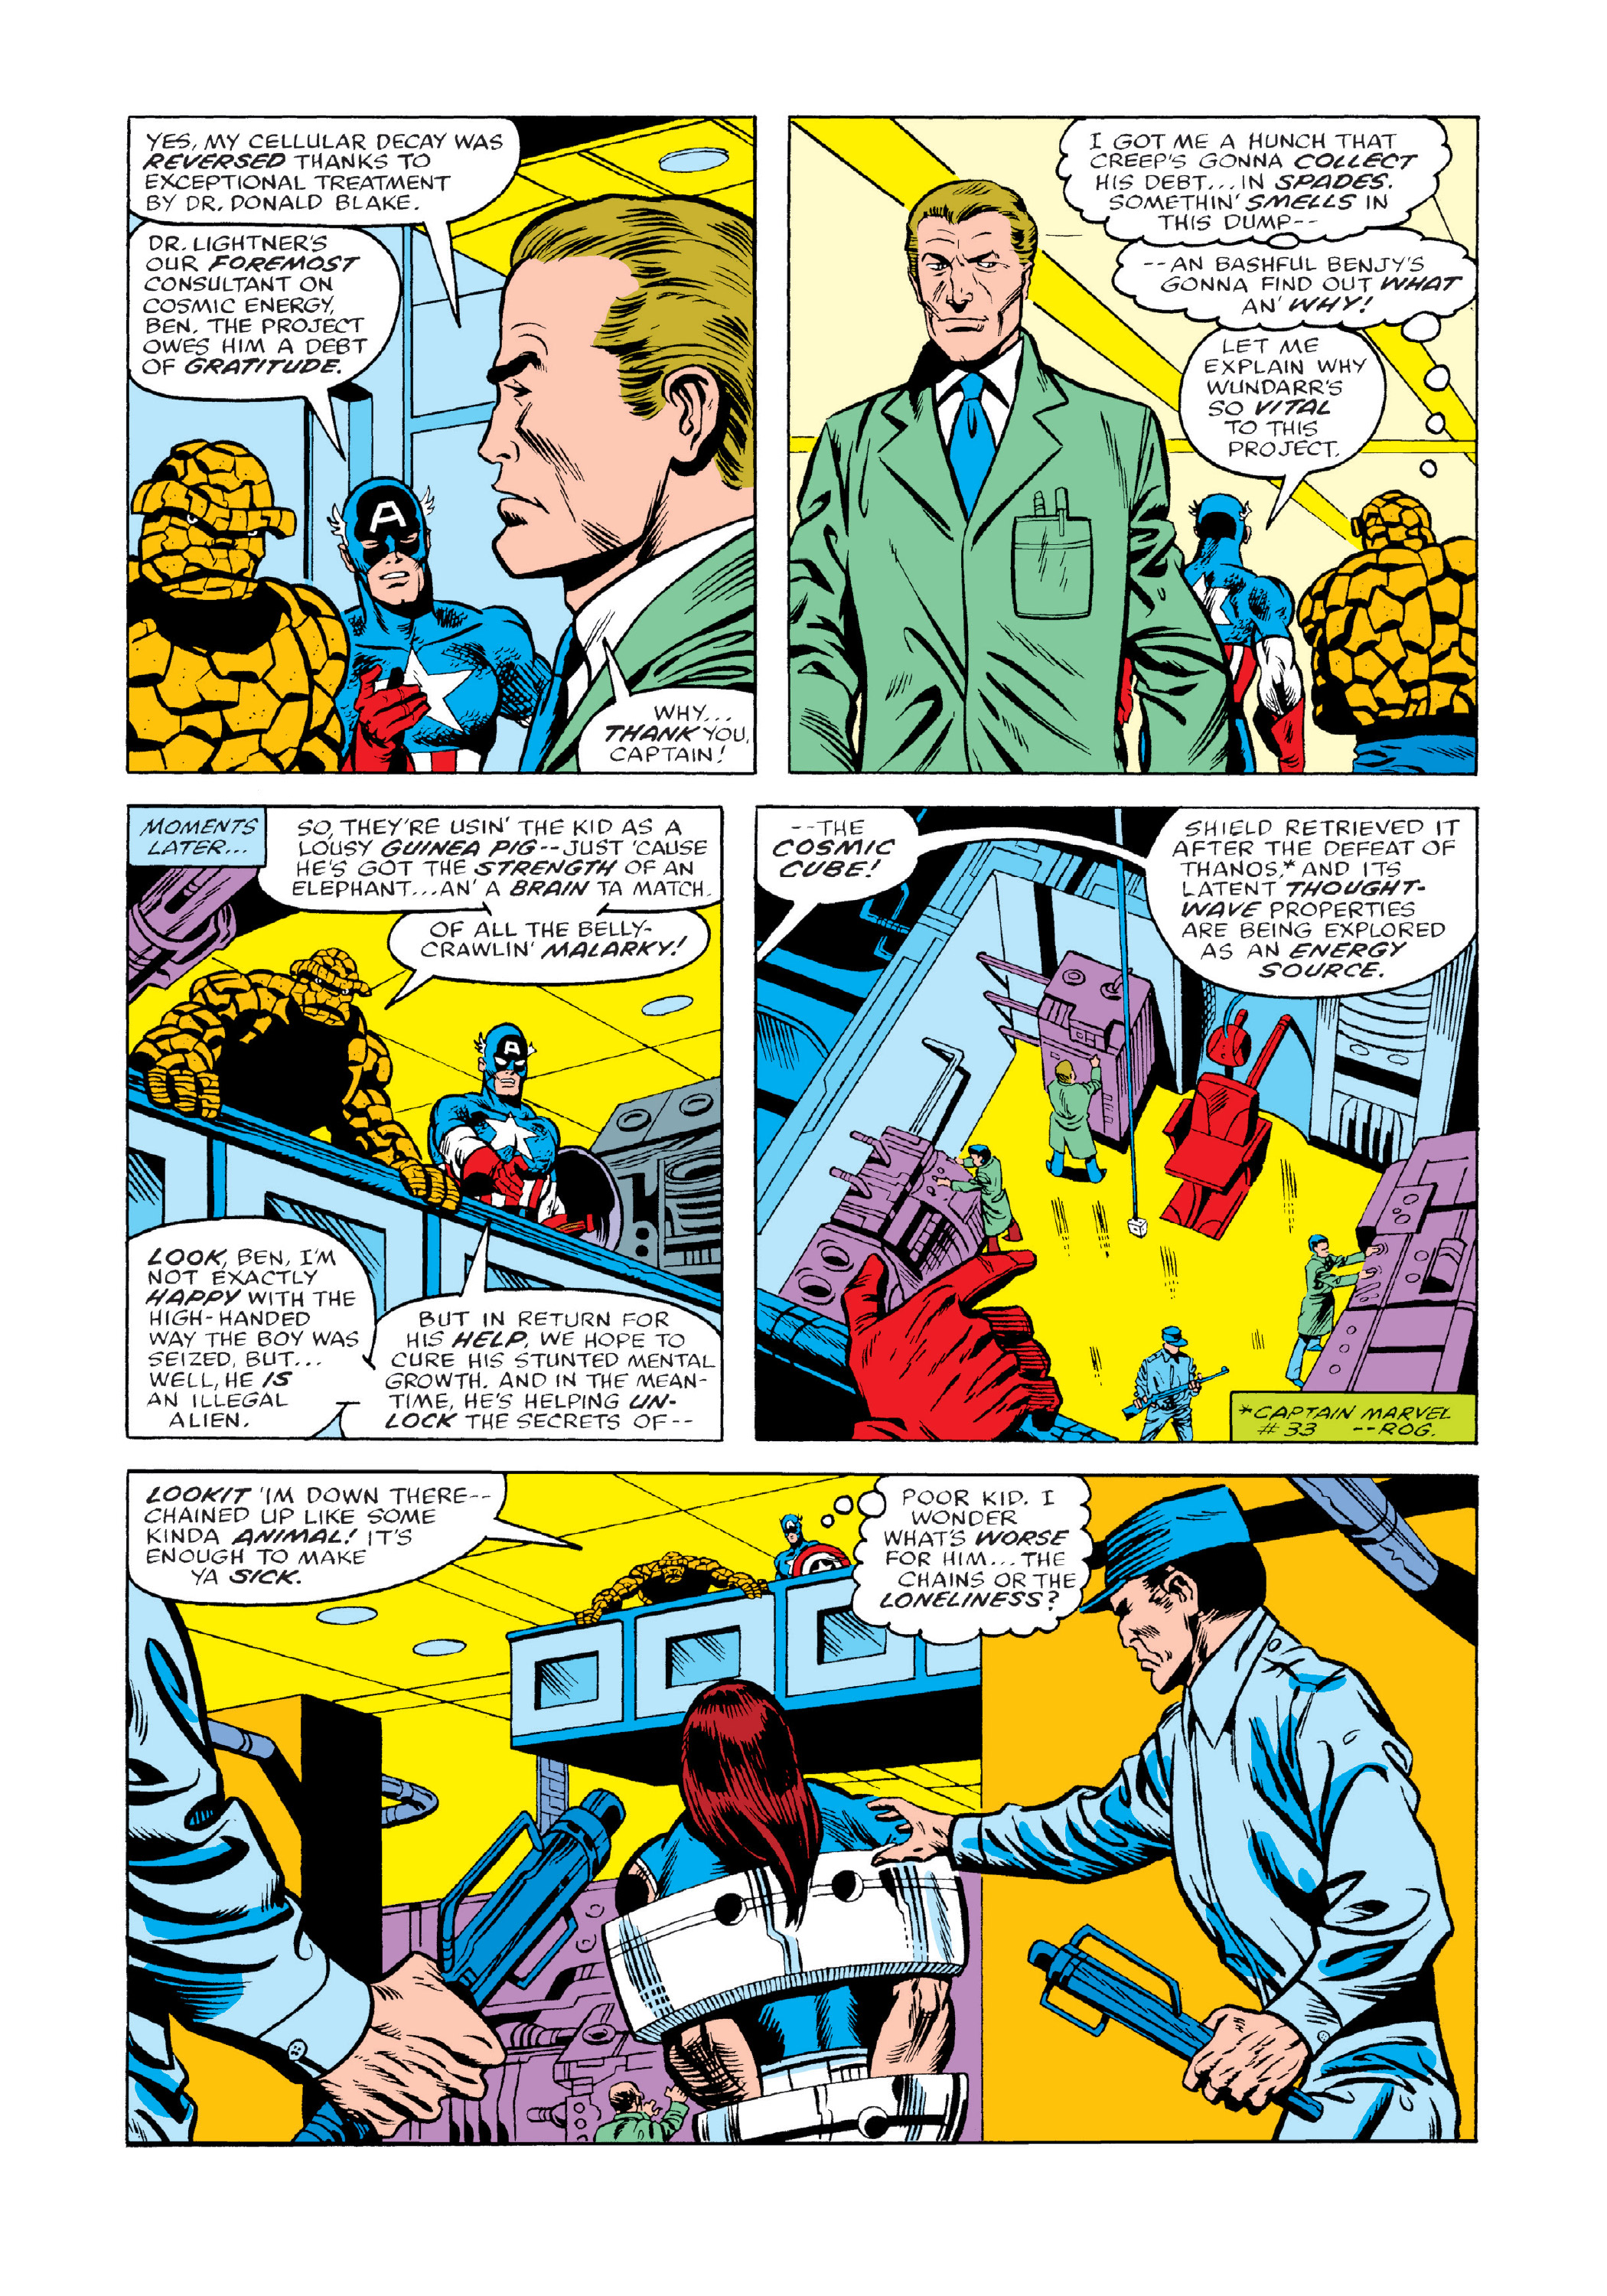 YES, MY CELLULAR DECAY WAS
REVERSED THANKS TO
EXCEPTIONAL TREATMENT
BY DR. DONALD BLAKE.
DR. LIGHTNER'S
OUR FOREMOST
CONSULTANT ON
COSMIC ENERGY,
BEN. THE PROJECT
OWES HIM A DEBT
OF GRATITUDE.
A
WHY...
THANK YOU,
CAPTAIN!
I GOT ME A HUNCH THAT
CREEP'S GONNA COLLECT
HIS DEBT...IN SPADES.
SOMETHIN' SMELLS IN
THIS DUMP--
--AN BASHFUL BENJY'S
GONNA FIND OUT WHAT
AN' WHY!
LET ME
EXPLAIN WHY
WUNDARR'S
SO VITAL
TO THIS
PROJECT.
MOMENTS
LATER...
SO, THEY'RE USIN' THE KID AS A
LOUSY GUINEA PIG--JUST 'CAUSE
HE'S GOT THE STRENGTH OF AN
ELEPHANT...AN' A BRAIN TA MATCH.
OF ALL THE BELLY-
CRAWLIN' MALARKY!
A
LOOK, BEN, I'M
NOT EXACTLY
HAPPY WITH THE
HIGH-HANDED
WAY THE BOY WAS
SEIZED, BUT...
WELL, HE IS
AN ILLEGAL
ALIEN.
BUT IN RETURN FOR
HIS HELP, WE HOPE TO
CURE HIS STUNTED MENTAL
GROWTH. AND IN THE MEAN-
TIME, HE'S HELPING UN-
LOCK THE SECRETS OF--
--THE
COSMIC
CUBE!
SHIELD RETRIEVED IT
AFTER THE DEFEAT OF
THANOS,* AND ITS
LATENT THOUGHT-
WAVE PROPERTIES
ARE BEING EXPLORED
AS AN ENERGY
SOURCE.
*CAPTAIN MARVEL
#33 --ROG.
LOOKIT 'IM DOWN THERE--
CHAINED UP LIKE SOME
KINDA ANIMAL! IT'S
ENOUGH TO MAKE
YA SICK.
POOR KID. I
WONDER
WHAT'S WORSE
FOR HIM...THE
CHAINS OR THE
LONELINESS?